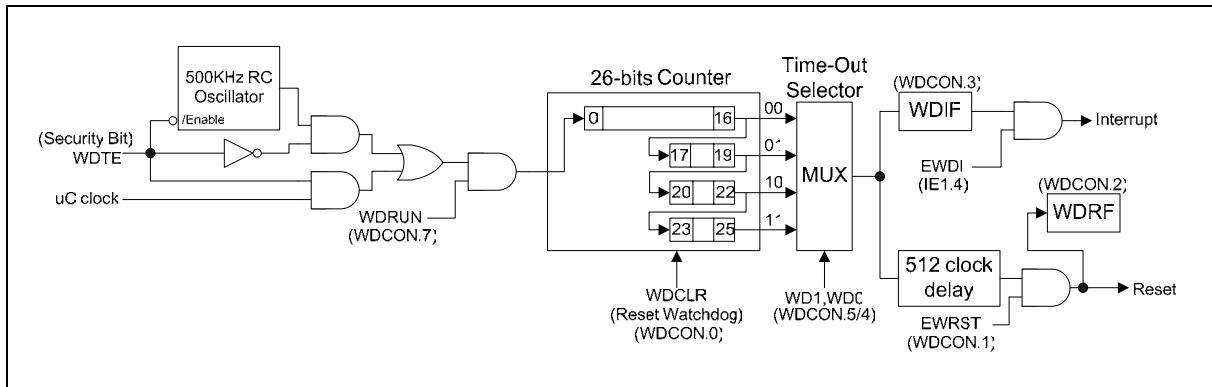 500KHz RC
Oscillator
/Enable
(Security Bit)
WDTE
uC clock
WDRUN
(WDCON.7)
26-bits Counter
0 16
17 19
20 22
23 25
00
01
10
11
WDCLR
(Reset Watchdog)
(WDCON.0)
Time-Out
Selector
MUX
WD1,WD0
(WDCON.5/4)
(WDCON.3)
WDIF
EWDI
(IE1.4)
Interrupt
(WDCON.2)
WDRF
512 clock
delay
EWRST
(WDCON.1)
Reset